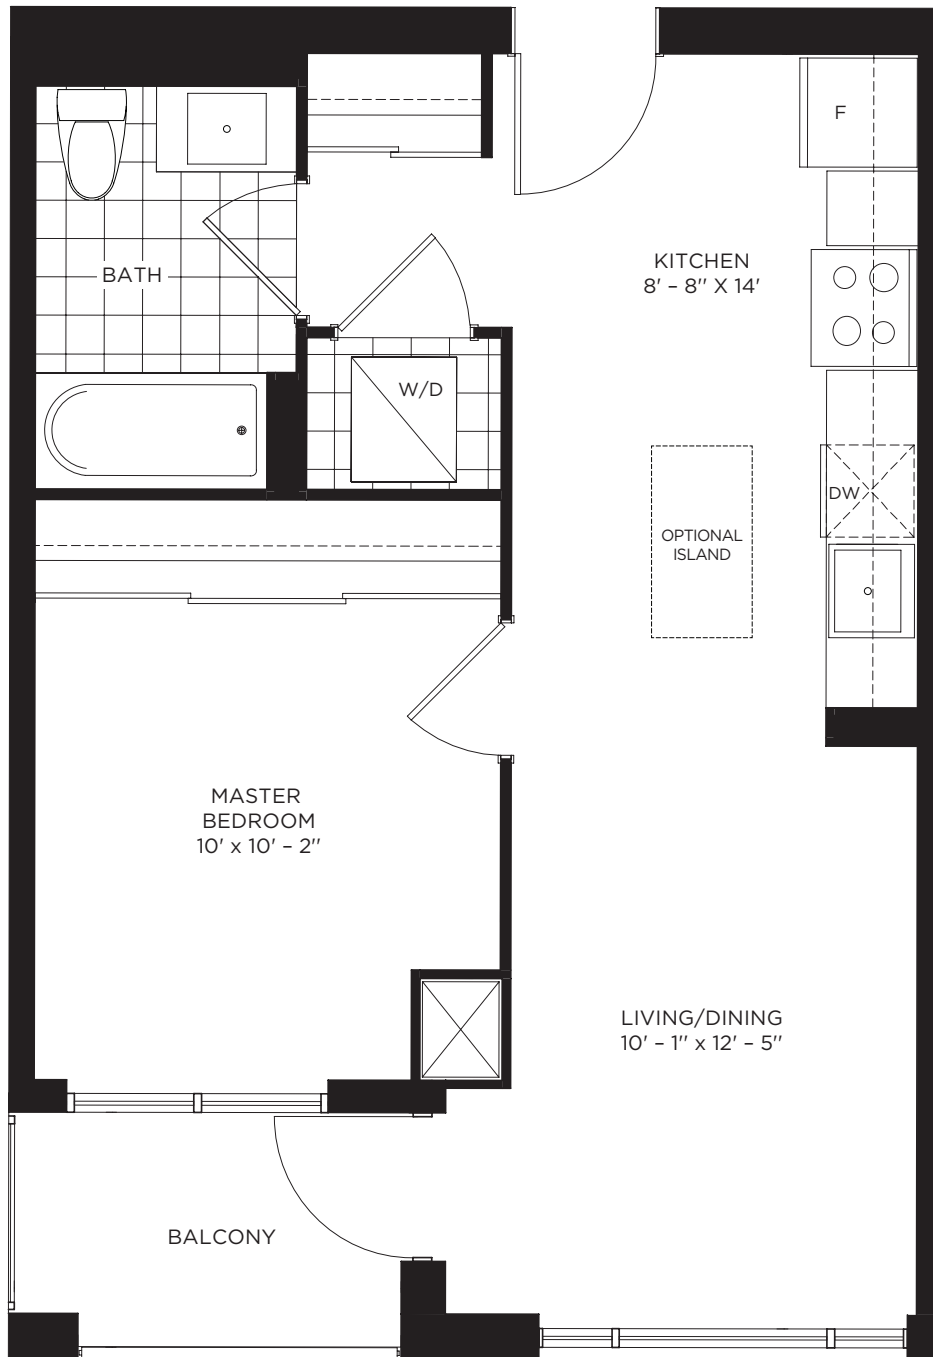 F
BATH
KITCHEN
8' – 8" X 14'
W/D
DW
OPTIONAL
ISLAND
MASTER
BEDROOM
10' x 10' – 2"
LIVING/DINING
10' – 1" x 12' – 5"
BALCONY